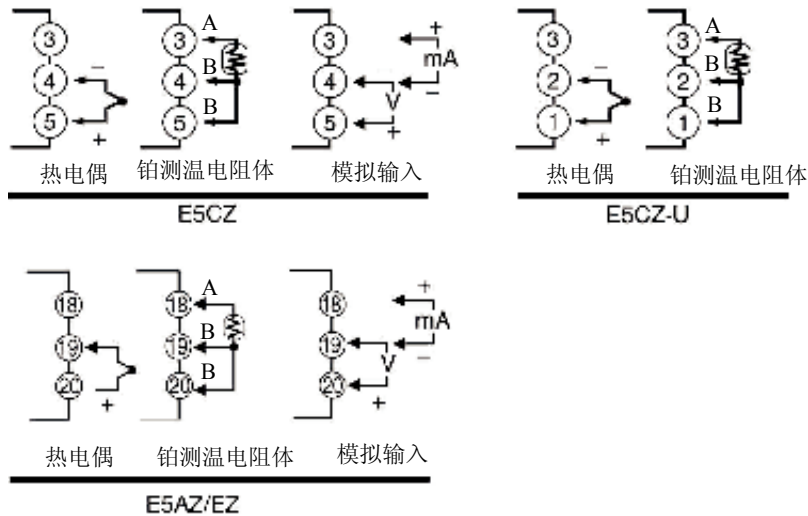 3 4 5 − + 热电偶
A B B 3 4 5 铂测温电阻体
3 4 5 + mA − V + 模拟输入
E5CZ
3 2 1 − + 热电偶
A B B 3 2 1 铂测温电阻体
E5CZ-U
18 19 20 + 热电偶
A B B 18 19 20 铂测温电阻体
18 19 20 + mA − V + 模拟输入
E5AZ/EZ